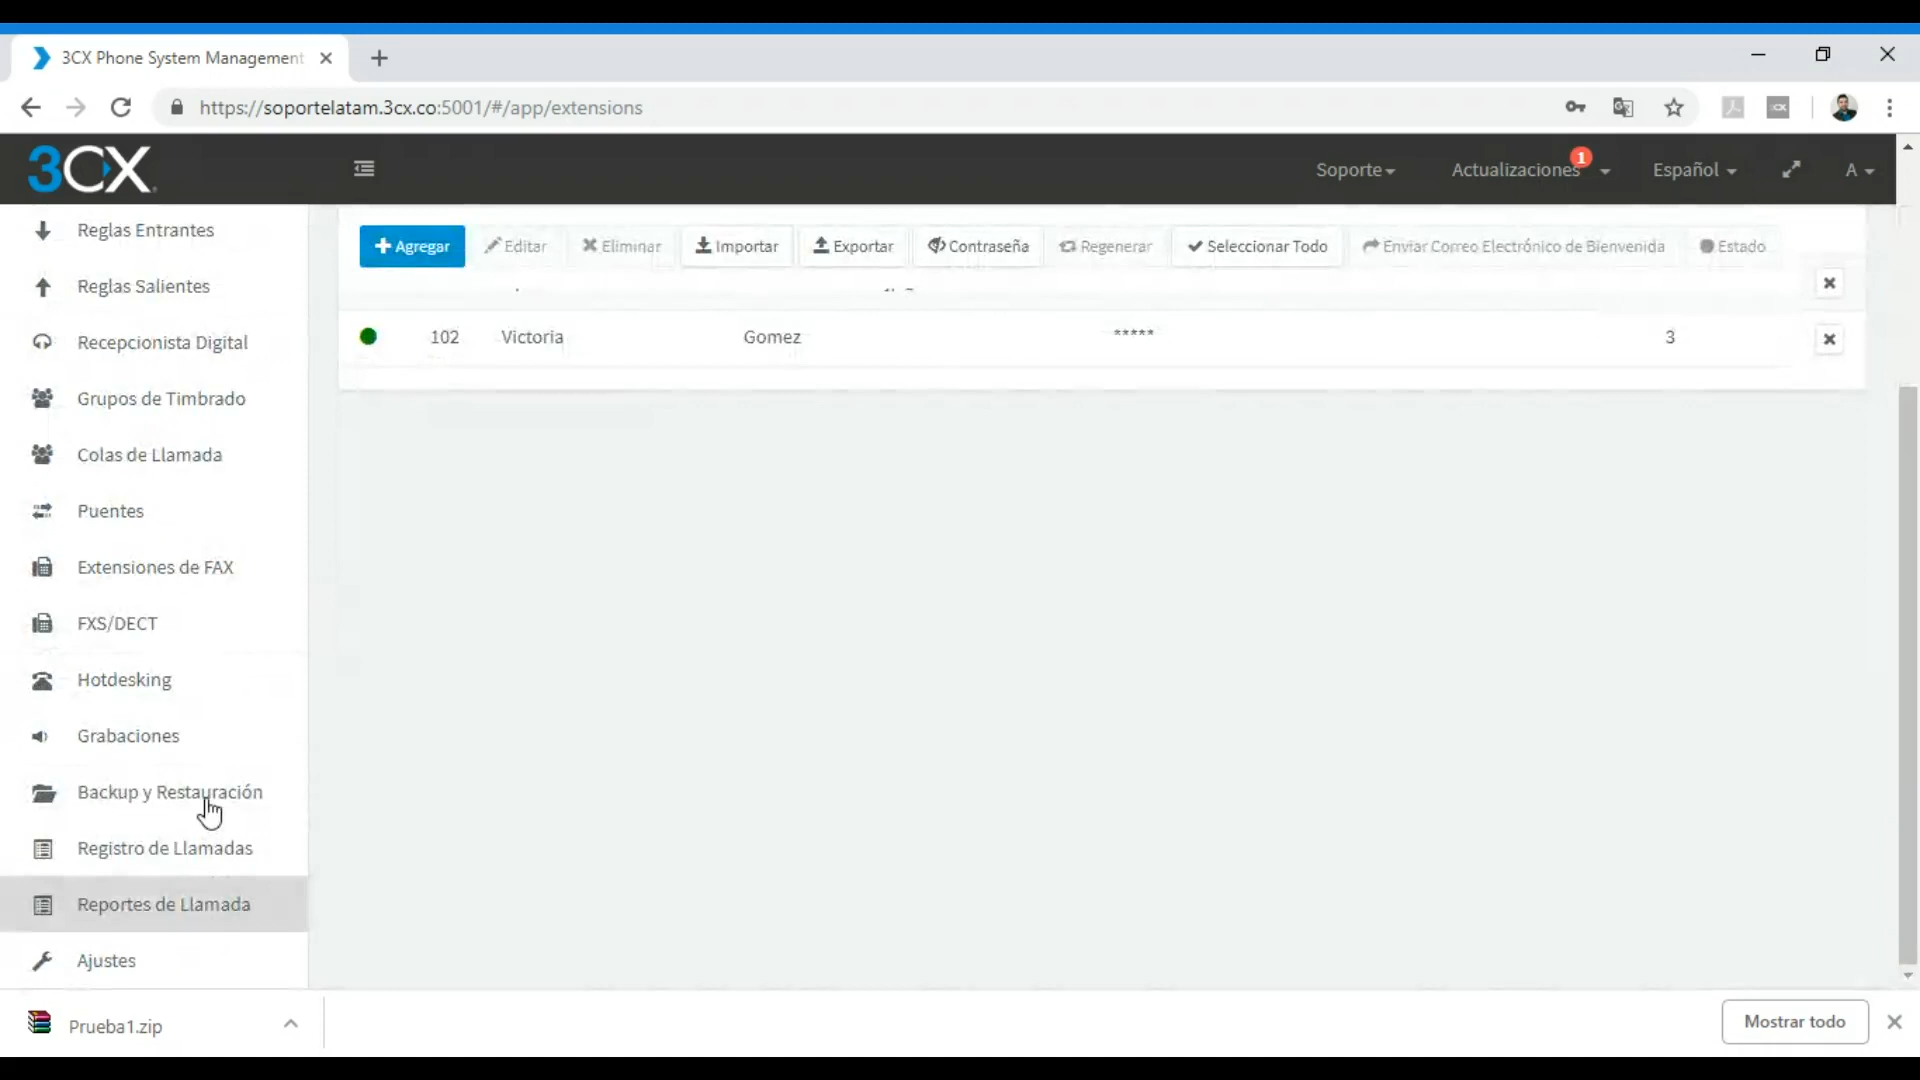 3CX Phone System Management
https://soportelatam.3cx.co:5001/#/app/extensions
3CX
Soporte
Actualizaciones
1
Español
A
Reglas Entrantes
Reglas Salientes
Recepcionista Digital
Grupos de Timbrado
Colas de Llamada
Puentes
Extensiones de FAX
FXS/DECT
Hotdesking
Grabaciones
Backup y Restauración
Registro de Llamadas
Reportes de Llamada
Ajustes
Agregar
Editar
Eliminar
Importar
Exportar
Contraseña
Regenerar
Seleccionar Todo
Enviar Correo Electrónico de Bienvenida
Estado
102 Victoria Gomez ***** 3
Prueba1.zip
Mostrar todo